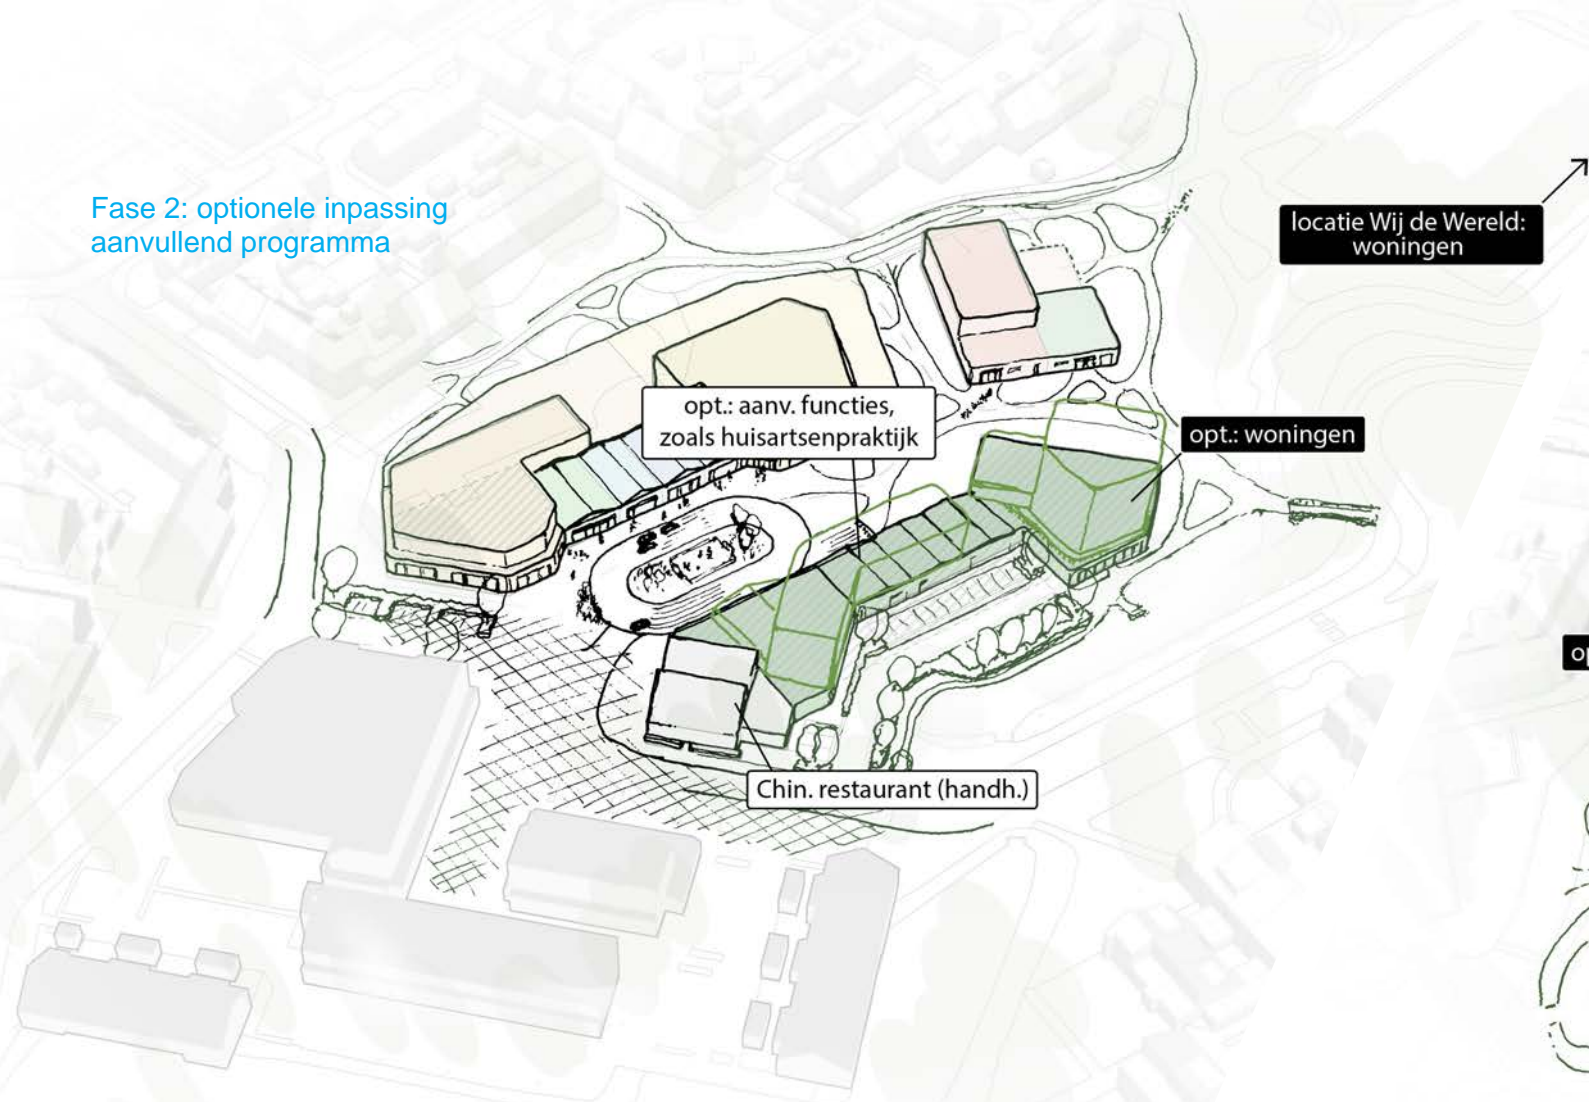 Fase 2: optionele inpassing
aanvullend programma
locatie Wij de Wereld:
woningen
opt.: aanv. functies,
zoals huisartsenpraktijk
opt.: woningen
Chin. restaurant (handh.)